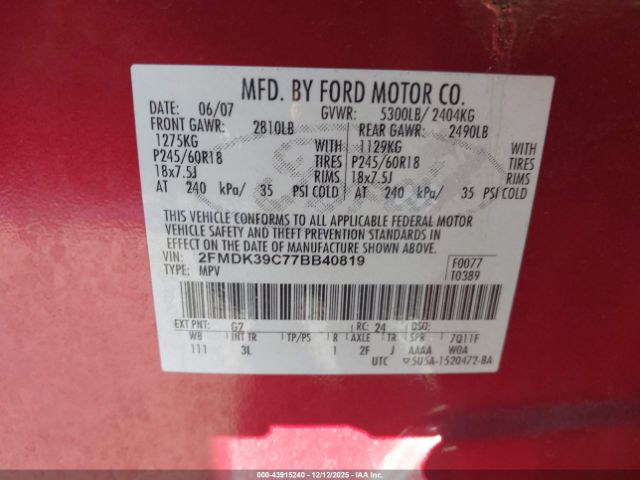 MFD. BY FORD MOTOR CO.
DATE: 06/07 GVWR: 5300LB/ 2404KG
FRONT GAWR: 2810LB REAR GAWR: 2490LB
1275KG WITH 1129KG WITH
P245/60R18 TIRES P245/60R18 TIRES
18x7.5J RIMS 18x7.5J RIMS
AT 240 kPa/ 35 PSI COLD AT 240 kPa/ 35 PSI COLD
THIS VEHICLE CONFORMS TO ALL APPLICABLE FEDERAL MOTOR
VEHICLE SAFETY AND THEFT PREVENTION STANDARDS IN
EFFECT ON THE DATE OF MANUFACTURE SHOWN ABOVE.
VIN: 2FMDK39C77BB40819 F0077
TYPE: MPV T0389
EXT PNT: G2 RC: 24 DSO:
WB INT TR TP/PS R AXLE TR SPR 7Q11F
111 3L 1 2F J AAAA W0A
UTC 5U5A-1520472-BA
000-43915240 12/12/2025